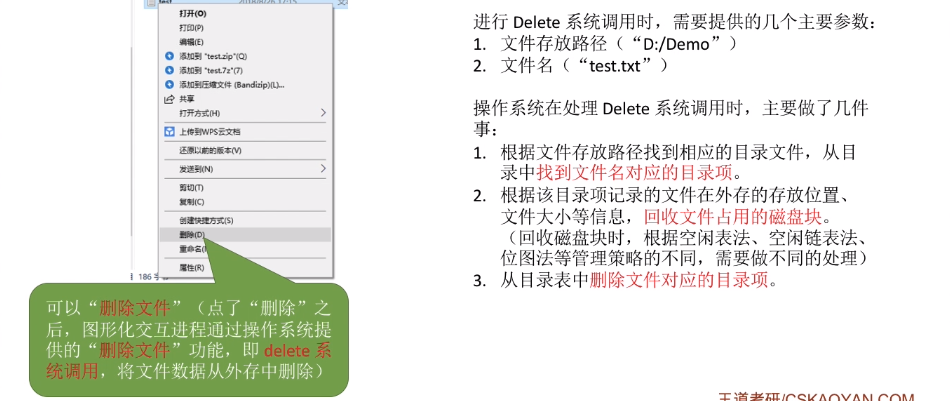 test 2018/8/26 17:15
打开(O)
打印(P)
编辑(E)
添加到 "test.zip"(Q)
添加到 "test.7z"(7)
添加到压缩文件 (Bandizip)(L)...
共享
打开方式(H)
上传到WPS云文档
还原以前的版本(V)
发送到(N)
剪切(T)
复制(C)
创建快捷方式(S)
删除(D)
重命名(
属性(R)
186 字
可以“删除文件”（点了“删除”之
后，图形化交互进程通过操作系统提
供的“删除文件”功能，即 delete 系
统调用，将文件数据从外存中删除）
进行 Delete 系统调用时，需要提供的几个主要参数：
1. 文件存放路径（“D:/Demo”）
2. 文件名（“test.txt”）
操作系统在处理 Delete 系统调用时，主要做了几件
事：
1. 根据文件存放路径找到相应的目录文件，从目
录中找到文件名对应的目录项。
2. 根据该目录项记录的文件在外存的存放位置、
文件大小等信息，回收文件占用的磁盘块。
（回收磁盘块时，根据空闲表法、空闲链表法、
位图法等管理策略的不同，需要做不同的处理）
3. 从目录表中删除文件对应的目录项。
王道考研/CSKAOYAN.COM